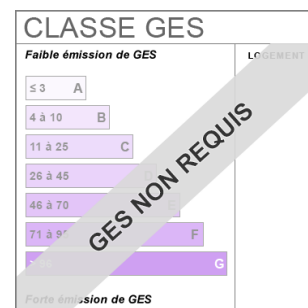 CLASSE GES
Faible émission de GES
LOGEMENT
≤ 3 A
4 à 10 B
11 à 25 C
26 à 45 D
46 à 70 E
71 à F
G
GES NON REQUIS
Forte émission de GES